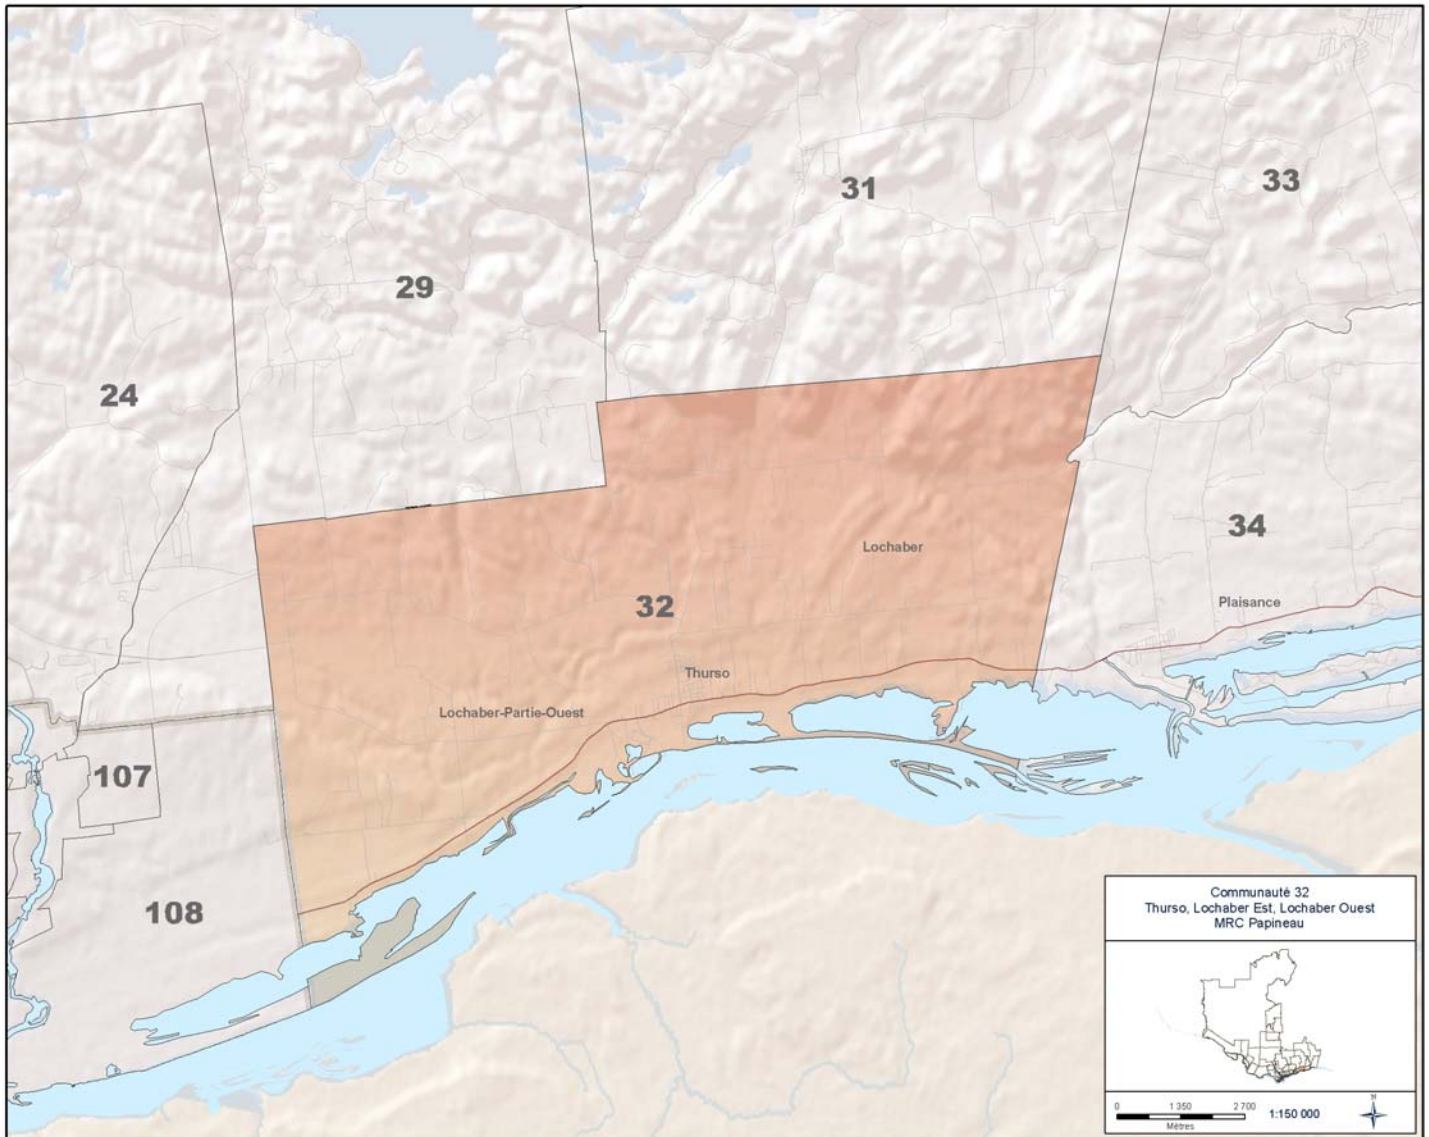 31
33
29
24
34
Lochaber
32
Plaisance
Thurso
Lochaber-Partie-Ouest
107
108
Communauté 32
Thurso, Lochaber Est, Lochaber Ouest
MRC Papineau
0 1 350 2 700
Mètres
1:150 000
N